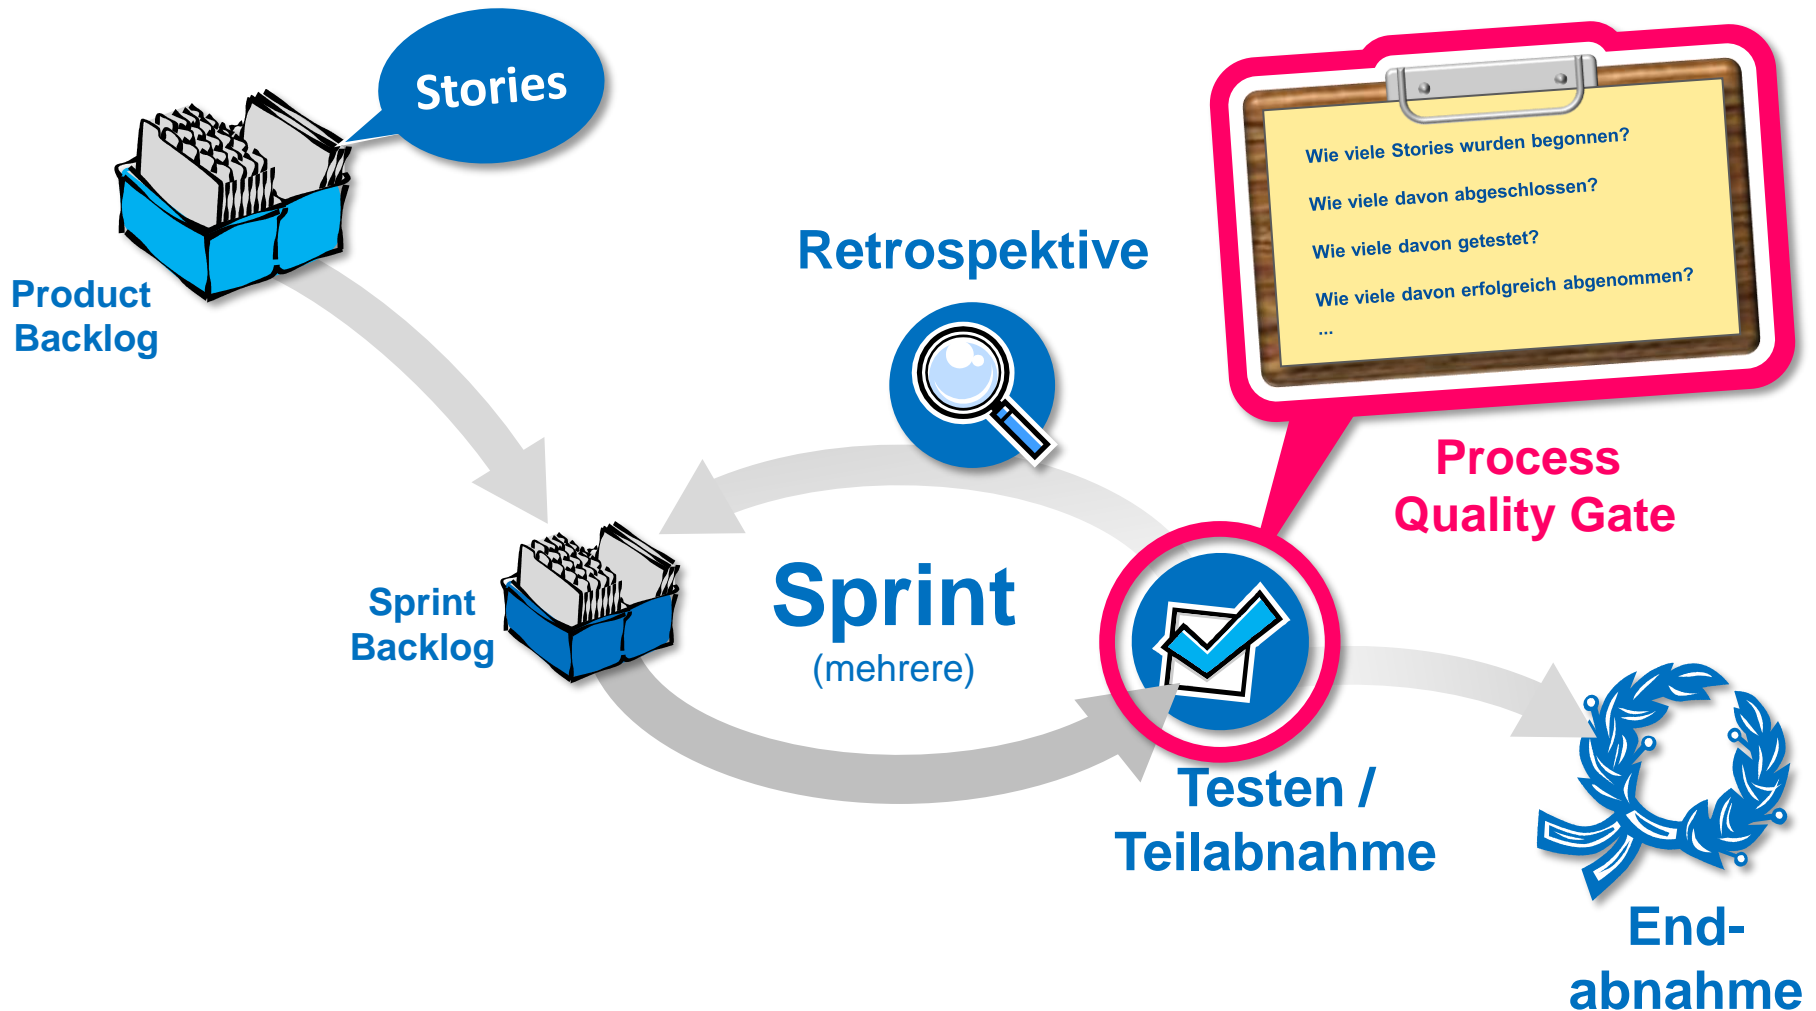 Stories
Product
Backlog
Retrospektive
Wie viele Stories wurden begonnen?
Wie viele davon abgeschlossen?
Wie viele davon getestet?
Wie viele davon erfolgreich abgenommen?
...
Process
Quality Gate
Sprint
Backlog
Sprint
(mehrere)
Testen /
Teilabnahme
End-
abnahme